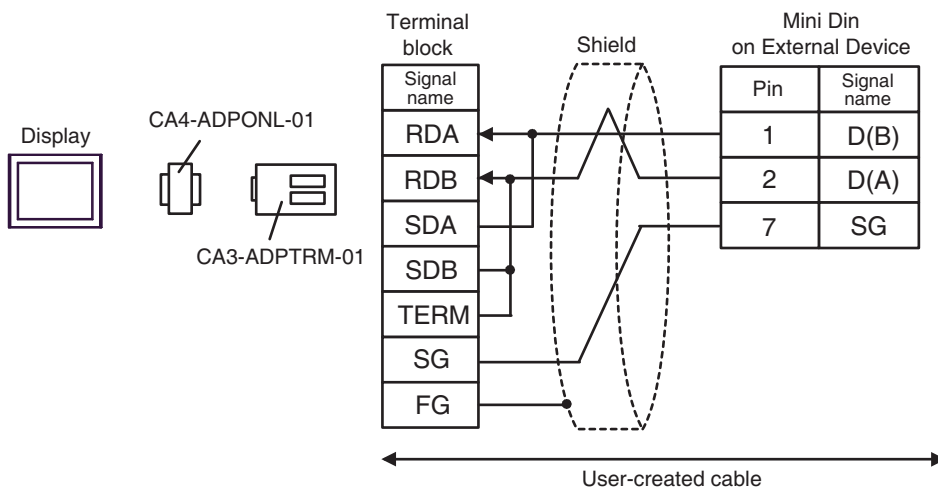 Terminal
block
Shield
Mini Din
on External Device
Signal
name
Pin
Signal
name
Display
CA4-ADPONL-01
CA3-ADPTRM-01
RDA
1
D(B)
RDB
2
D(A)
SDA
7
SG
SDB
TERM
SG
FG
User-created cable